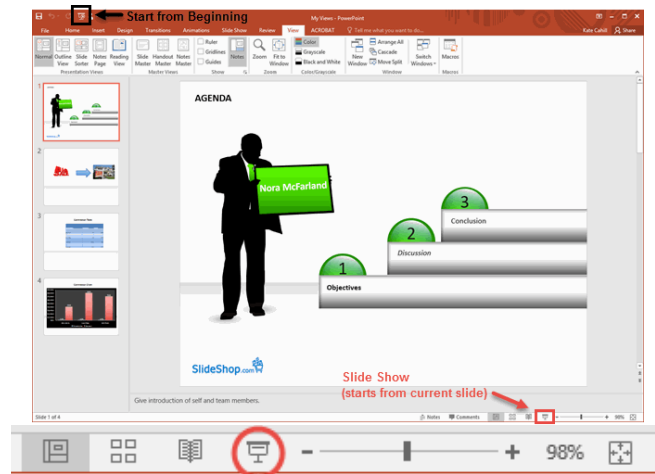 Start from Beginning
My Views - PowerPoint
File Home Insert Design Transitions Animations Slide Show Review View ACROBAT Tell me what you want to do... Kate Cahill Share
Normal Outline View Slide Sorter Notes Page Reading View
Slide Master Handout Master Notes Master
Ruler
Gridlines
Guides
Notes
Zoom Fit to Window
Color
Grayscale
Black and White
New Window
Arrange All
Cascade
Move Split
Switch Windows
Macros
Presentation Views Master Views Show Zoom Color/Grayscale Window Macros
1
2
3
4
AGENDA
Nora McFarland
3
Conclusion
2
Discussion
1
Objectives
SlideShop.com
Slide Show
(starts from current slide)
Give introduction of self and team members.
Slide 1 of 4 Notes Comments 98%
98%